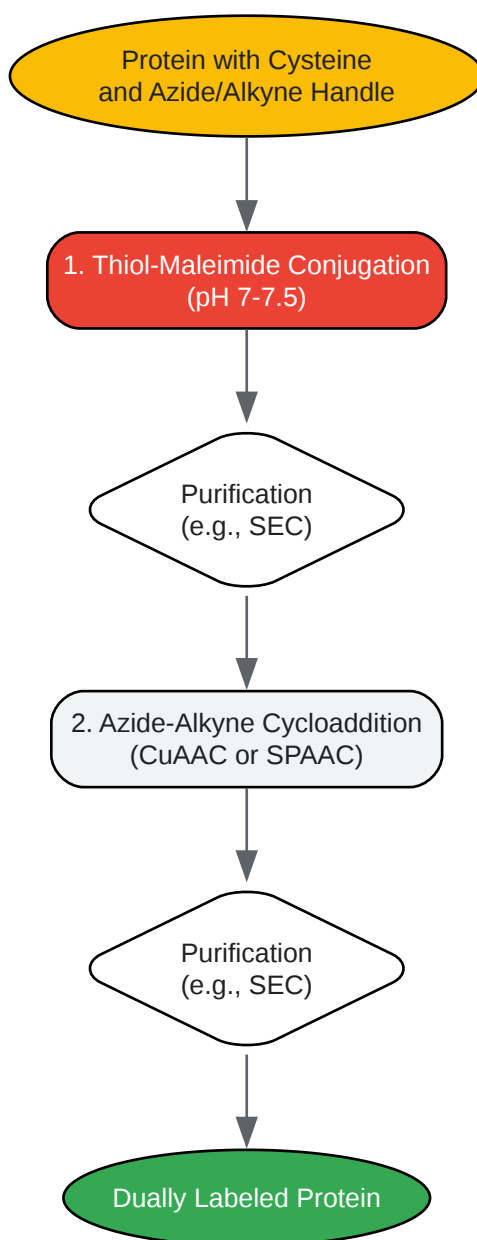 Protein with Cysteine
and Azide/Alkyne Handle
1. Thiol-Maleimide Conjugation
(pH 7-7.5)
Purification
(e.g., SEC)
2. Azide-Alkyne Cycloaddition
(CuAAC or SPAAC)
Purification
(e.g., SEC)
Dually Labeled Protein